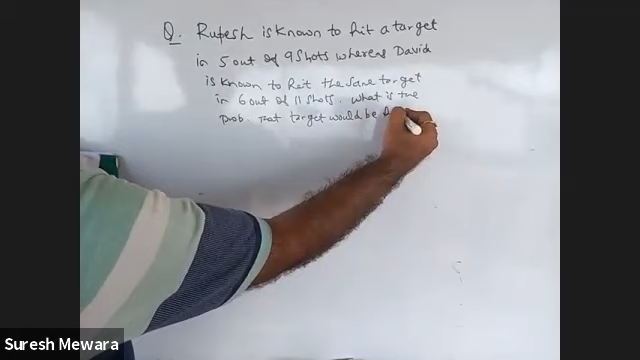 Q. Rupesh is known to hit a target
in 5 out of 9 shots whereas David
is known to hit the same target
in 6 out of 11 shots. What is the
prob. that target would be
Suresh Mewara